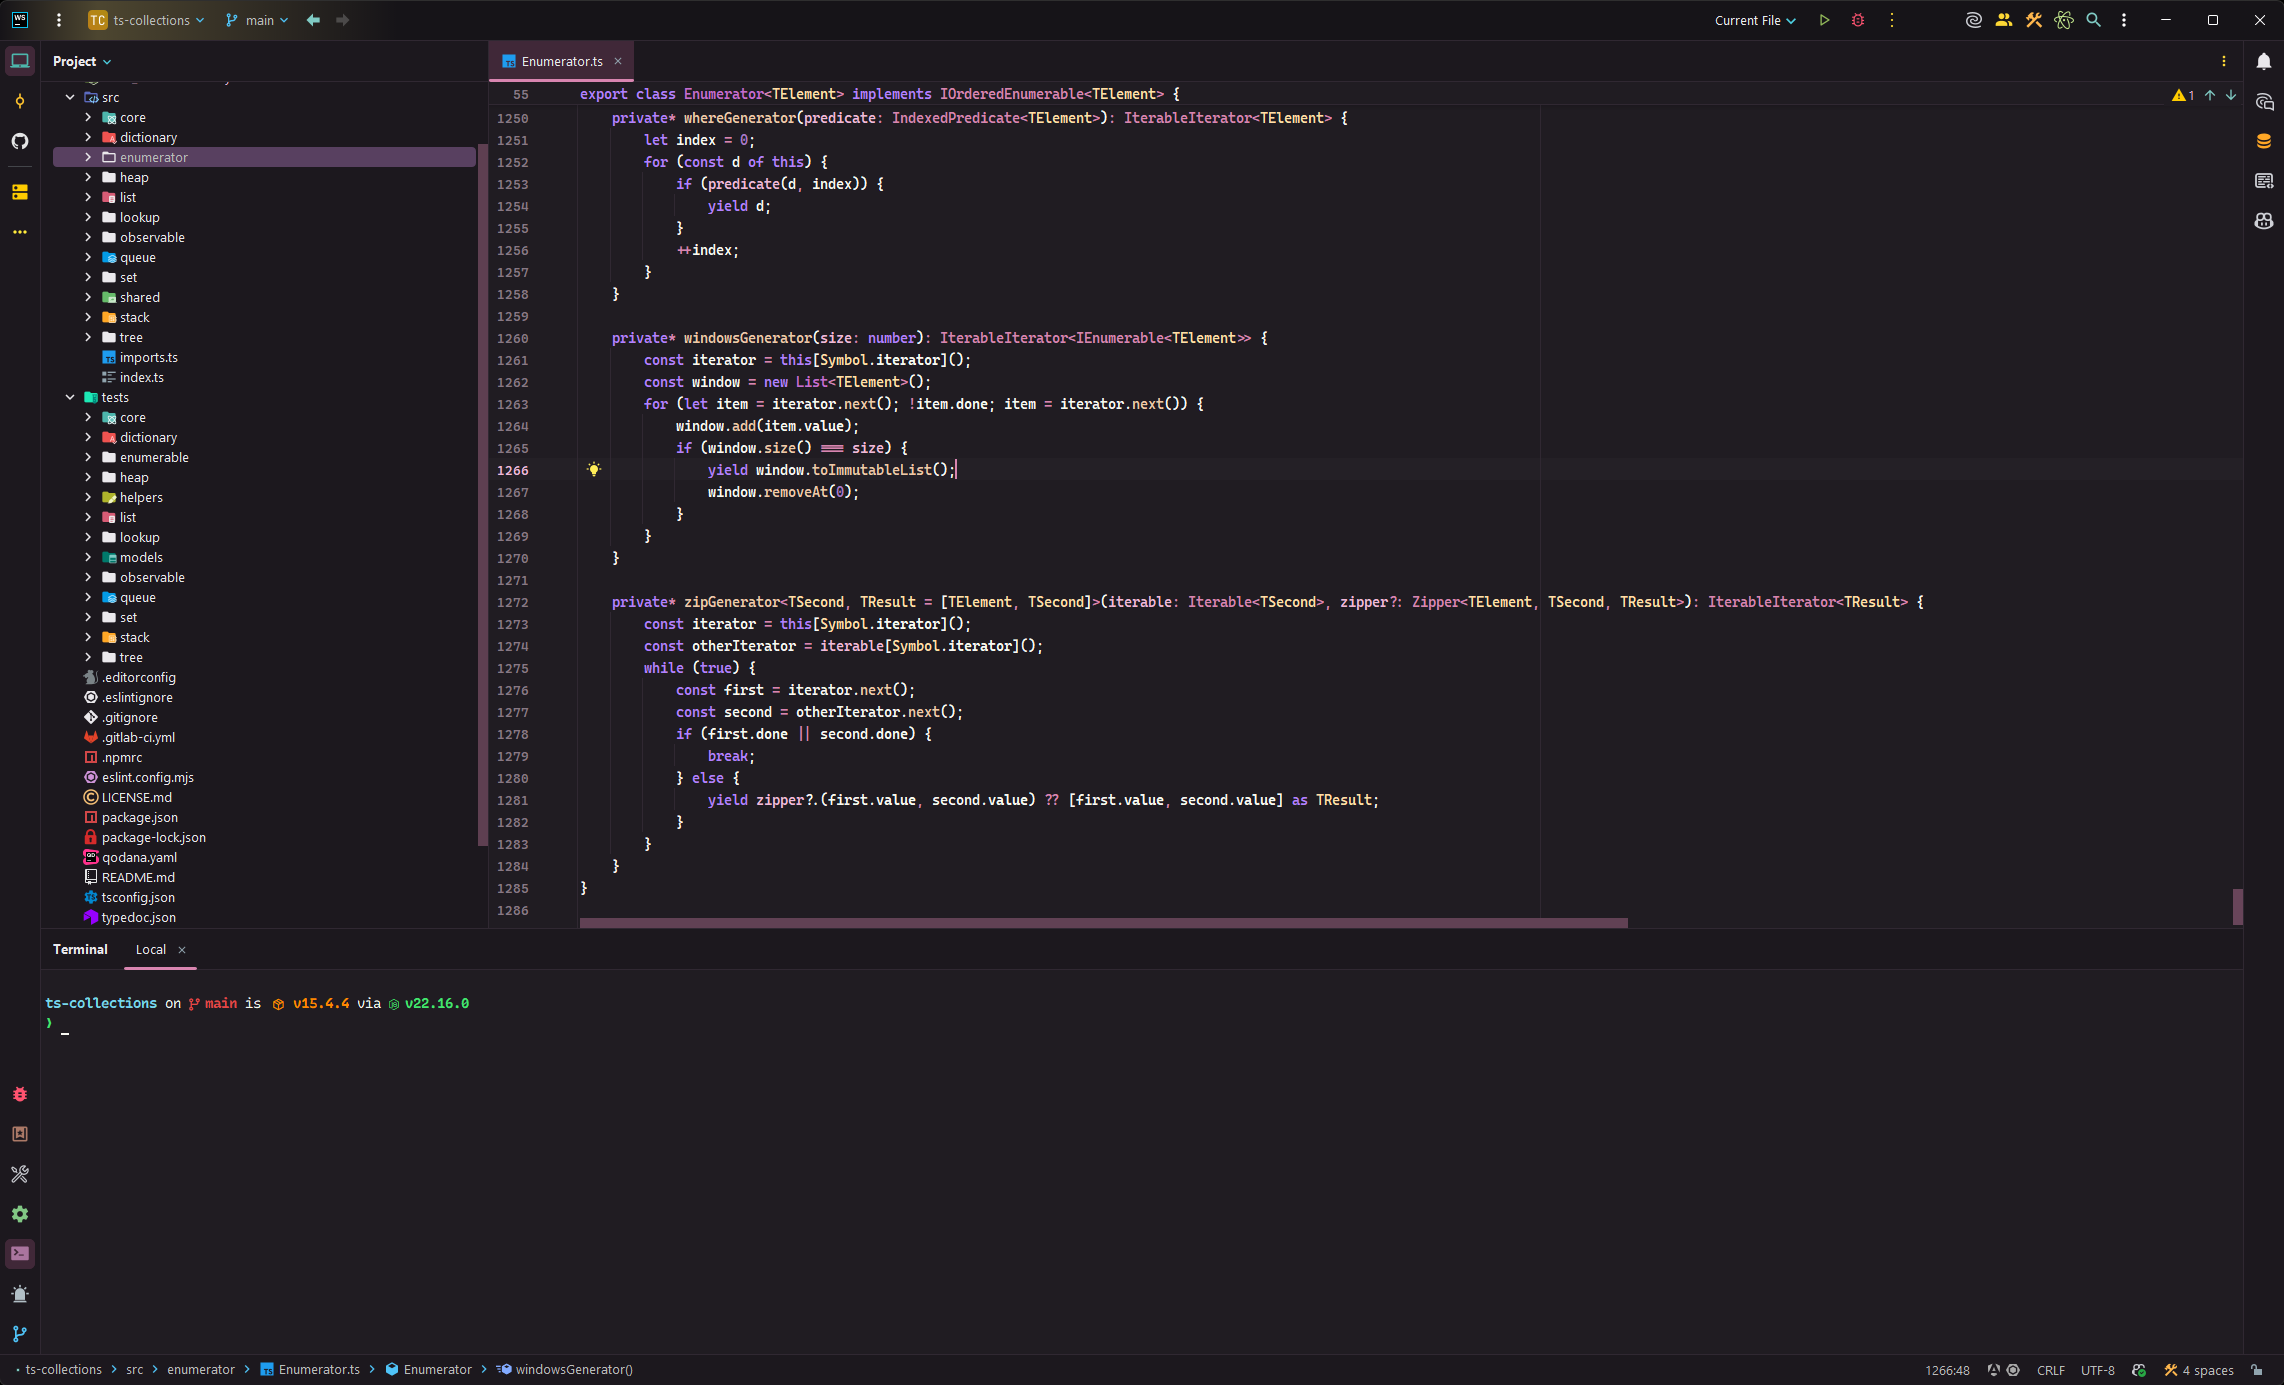 WS
TC ts-collections main
Current File
Project
Enumerator.ts
src
core
dictionary
enumerator
heap
list
lookup
observable
queue
set
shared
stack
tree
imports.ts
index.ts
tests
core
dictionary
enumerable
heap
helpers
list
lookup
models
observable
queue
set
stack
tree
.editorconfig
.eslintignore
.gitignore
.gitlab-ci.yml
.npmrc
eslint.config.mjs
LICENSE.md
package.json
package-lock.json
qodana.yaml
README.md
tsconfig.json
typedoc.json
55 export class Enumerator<TElement> implements IOrderedEnumerable<TElement> {
1
1250 private* whereGenerator(predicate: IndexedPredicate<TElement>): IterableIterator<TElement> {
1251 let index = 0;
1252 for (const d of this) {
1253 if (predicate(d, index)) {
1254 yield d;
1255 }
1256 ++index;
1257 }
1258 }
1259
1260 private* windowsGenerator(size: number): IterableIterator<IEnumerable<TElement>> {
1261 const iterator = this[Symbol.iterator]();
1262 const window = new List<TElement>();
1263 for (let item = iterator.next(); !item.done; item = iterator.next()) {
1264 window.add(item.value);
1265 if (window.size() === size) {
1266 yield window.toImmutableList();
1267 window.removeAt(0);
1268 }
1269 }
1270 }
1271
1272 private* zipGenerator<TSecond, TResult = [TElement, TSecond]>(iterable: Iterable<TSecond>, zipper?: Zipper<TElement, TSecond, TResult>): IterableIterator<TResult> {
1273 const iterator = this[Symbol.iterator]();
1274 const otherIterator = iterable[Symbol.iterator]();
1275 while (true) {
1276 const first = iterator.next();
1277 const second = otherIterator.next();
1278 if (first.done || second.done) {
1279 break;
1280 } else {
1281 yield zipper?.(first.value, second.value) ?? [first.value, second.value] as TResult;
1282 }
1283 }
1284 }
1285 }
1286
Terminal Local
ts-collections on main is v15.4.4 via v22.16.0
❯ _
ts-collections > src > enumerator > Enumerator.ts > Enumerator > windowsGenerator()
1266:48 CRLF UTF-8 4 spaces